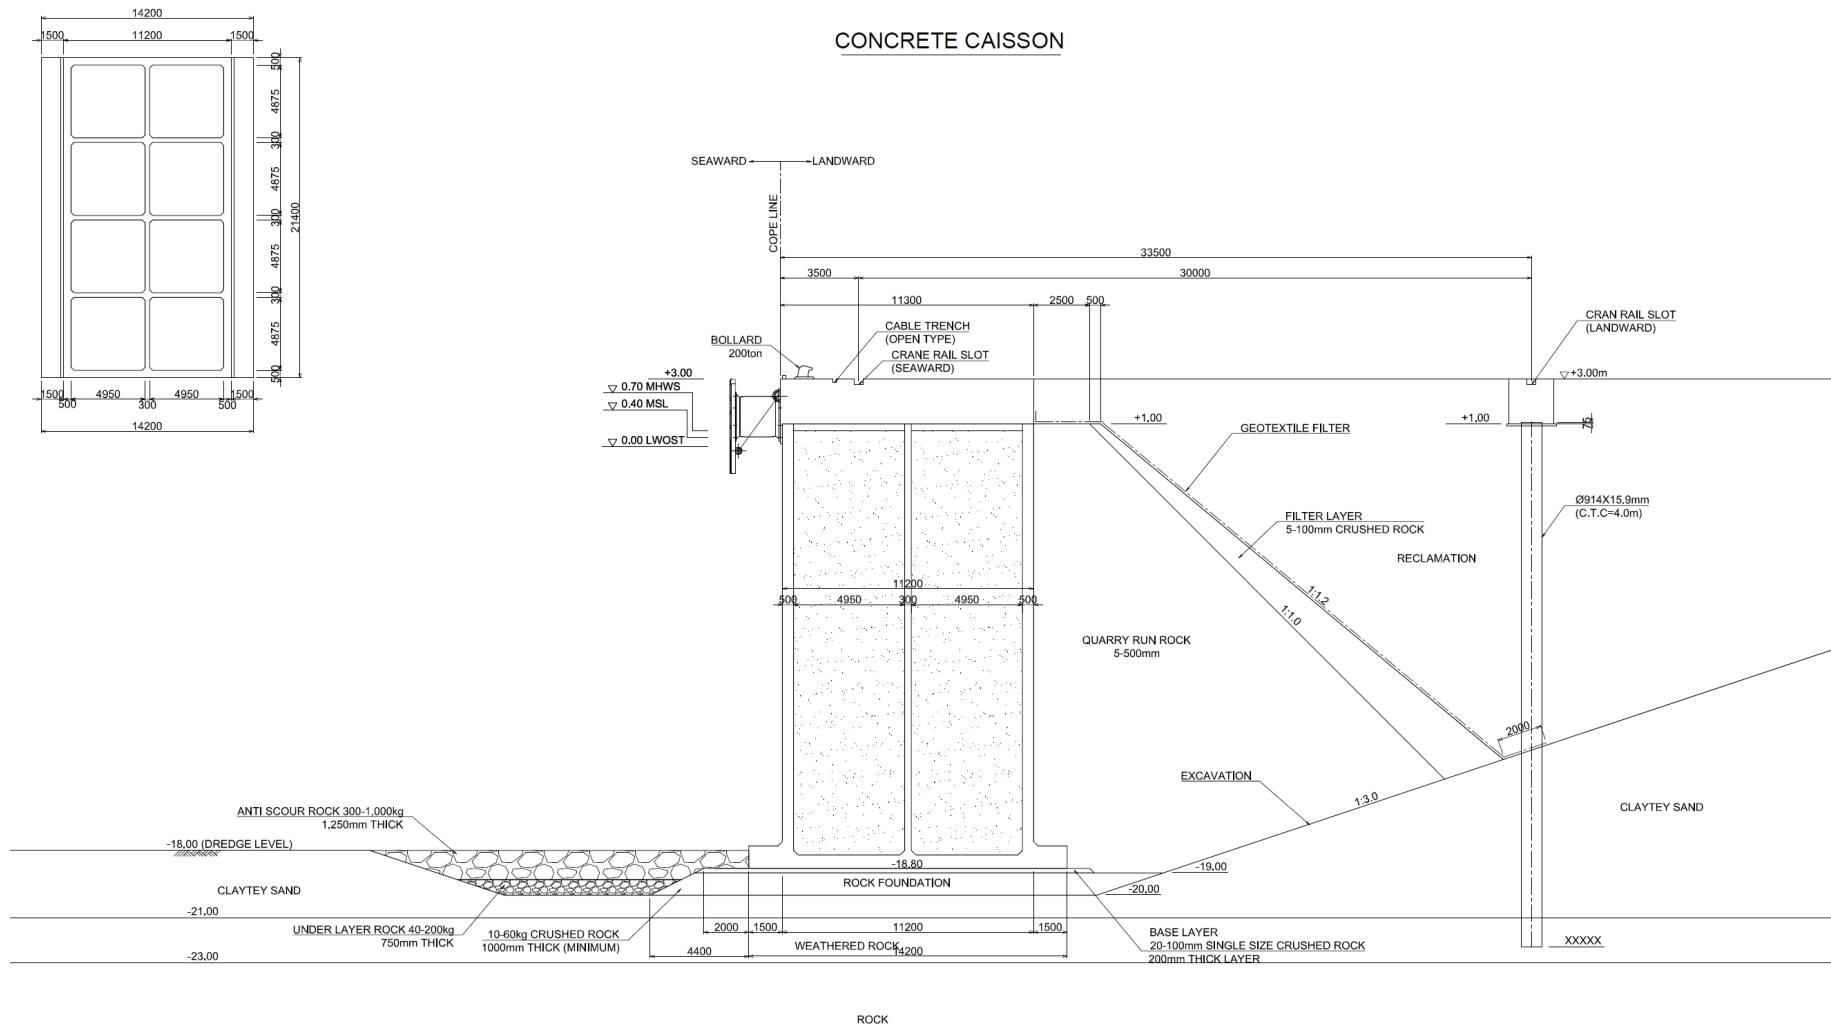 CONCRETE CAISSON
14200
1500
11200
1500
500
4875
300
4875
300
4875
300
4875
500
21400
1500
500
4950
300
4950
500
1500
14200
SEAWARD
LANDWARD
COPE LINE
33500
3500
30000
11300
2500
500
BOLLARD
200ton
CABLE TRENCH
(OPEN TYPE)
CRANE RAIL SLOT
(SEAWARD)
CRAN RAIL SLOT
(LANDWARD)
+3.00
+3.00m
0.70 MHWS
0.40 MSL
0.00 LWOST
+1.00
+1.00
75
GEOTEXTILE FILTER
Ø914X15.9mm
(C.T.C=4.0m)
FILTER LAYER
5-100mm CRUSHED ROCK
RECLAMATION
11200
500
4950
300
4950
500
1:1.2
1:1.0
QUARRY RUN ROCK
5-500mm
2000
EXCAVATION
1:3.0
CLAYTEY SAND
ANTI SCOUR ROCK 300-1,000kg
1,250mm THICK
-18.00 (DREDGE LEVEL)
-18.80
-19.00
ROCK FOUNDATION
-20.00
CLAYTEY SAND
-21.00
UNDER LAYER ROCK 40-200kg
750mm THICK
10-60kg CRUSHED ROCK
1000mm THICK (MINIMUM)
2000
1500
11200
1500
WEATHERED ROCK
4400
14200
BASE LAYER
20-100mm SINGLE SIZE CRUSHED ROCK
200mm THICK LAYER
XXXXX
-23.00
ROCK